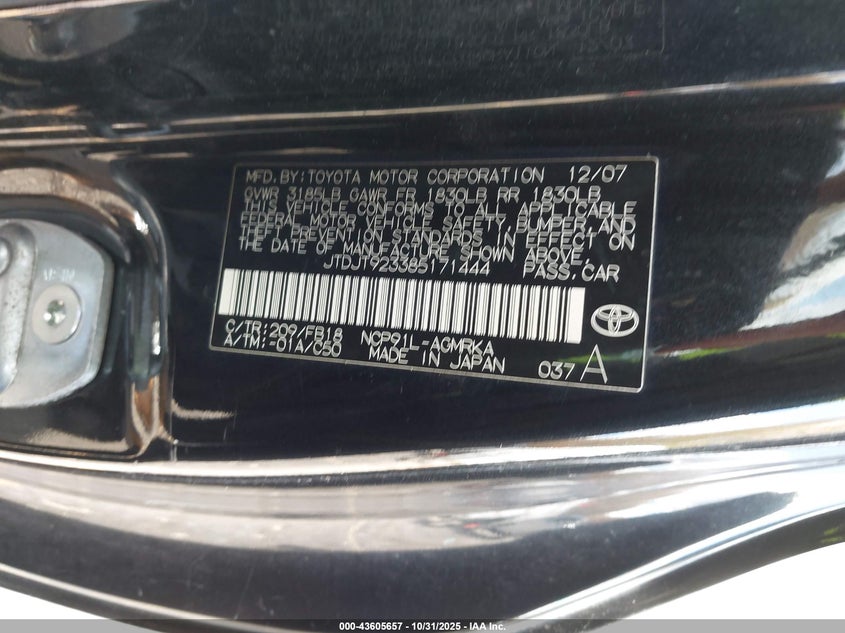 MFD. BY: TOYOTA MOTOR CORPORATION 12/07
GVWR 3185LB GAWR FR 1830LB RR 1830LB
THIS VEHICLE CONFORMS TO ALL APPLICABLE
FEDERAL MOTOR VEHICLE SAFETY, BUMPER, AND
THEFT PREVENTION STANDARDS IN EFFECT ON
THE DATE OF MANUFACTURE SHOWN ABOVE.
JTDJT923385171444 PASS. CAR
C/TR: 209/FB18 NCP91L-AGMRKA
A/TM: -01A/C50 MADE IN JAPAN
037 A
000-43605657 - 10/31/2025 - IAA Inc.